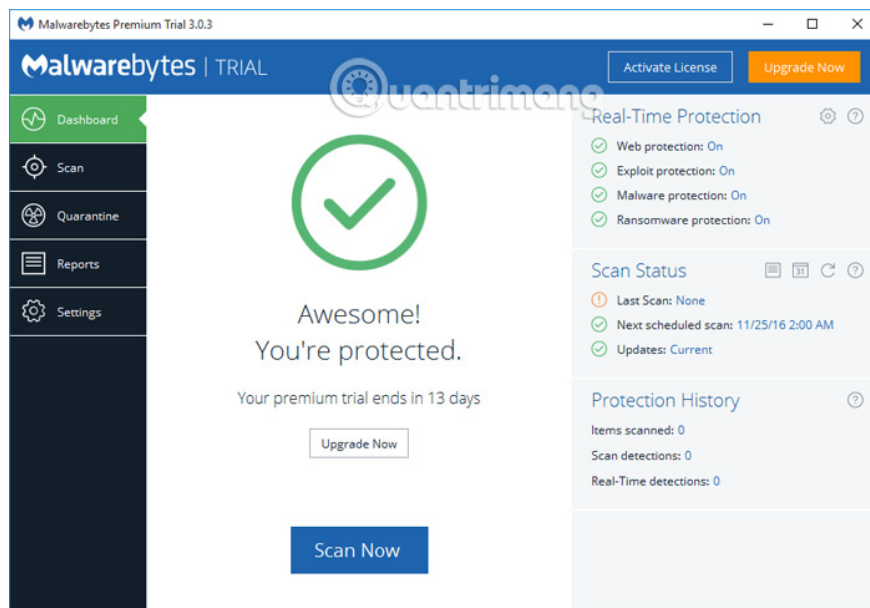 Malwarebytes Premium Trial 3.0.3
Malwarebytes | TRIAL
Activate License
Upgrade Now
Quantrimang
Dashboard
Scan
Quarantine
Reports
Settings
Awesome!
You're protected.
Your premium trial ends in 13 days
Upgrade Now
Scan Now
Real-Time Protection
Web protection: On
Exploit protection: On
Malware protection: On
Ransomware protection: On
Scan Status
31
Last Scan: None
Next scheduled scan: 11/25/16 2:00 AM
Updates: Current
Protection History
Items scanned: 0
Scan detections: 0
Real-Time detections: 0